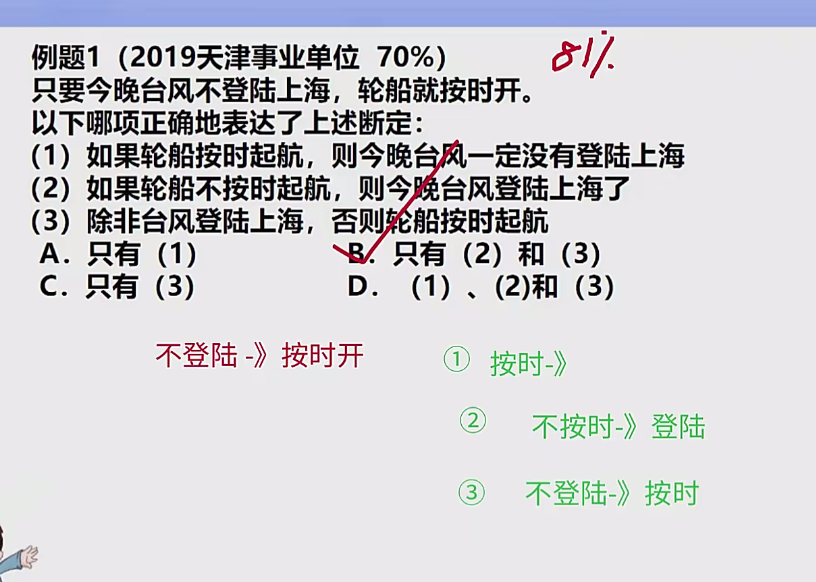 例题1（2019天津事业单位 70%）
81%
只要今晚台风不登陆上海，轮船就按时开。
以下哪项正确地表达了上述断定：
（1）如果轮船按时起航，则今晚台风一定没有登陆上海
（2）如果轮船不按时起航，则今晚台风登陆上海了
（3）除非台风登陆上海，否则轮船按时起航
A．只有（1） B．只有（2）和（3）
C．只有（3） D．（1）、(2)和（3）
不登陆 -》按时开
① 按时-》
② 不按时-》登陆
③ 不登陆-》按时